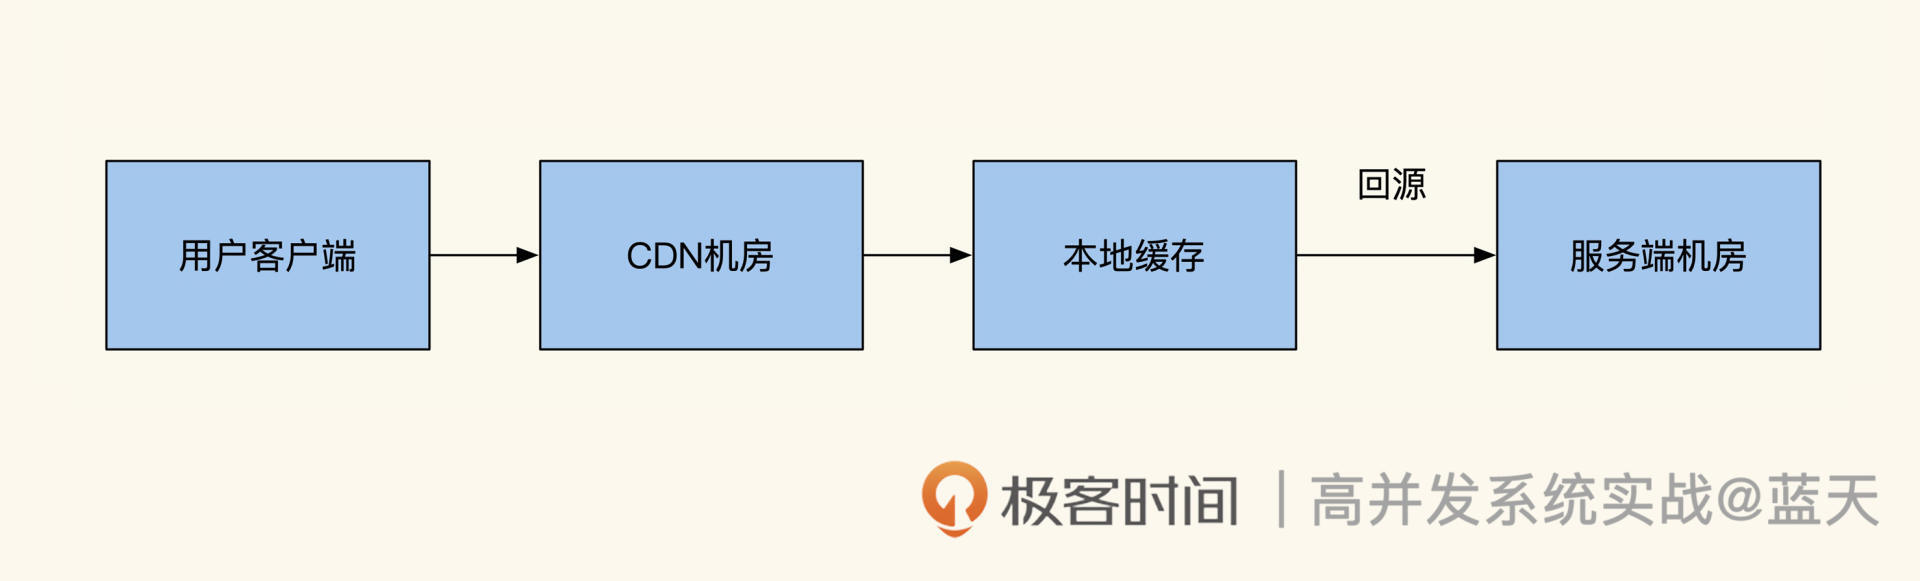 回源
用户客户端
CDN机房
本地缓存
服务端机房
极客时间 | 高并发系统实战@蓝天